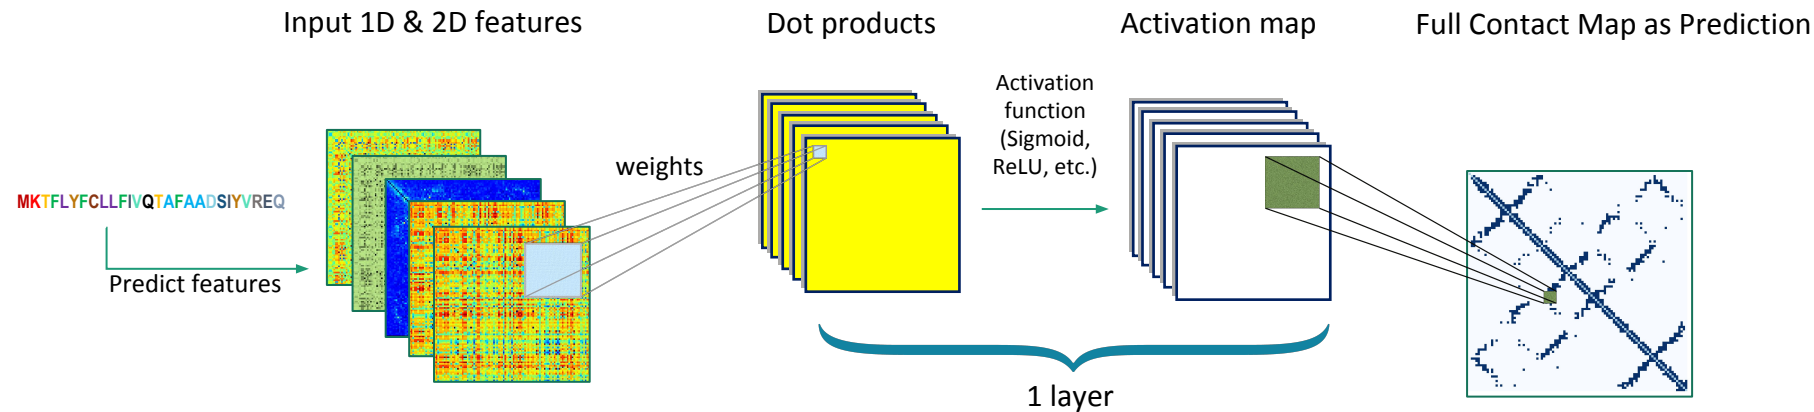 Input 1D & 2D features
Dot products
Activation map
Full Contact Map as Prediction
Activation
function
(Sigmoid,
ReLU, etc.)
weights
MKTFLYFCLLFIVQTAFAADSIYVREQ
Predict features
1 layer